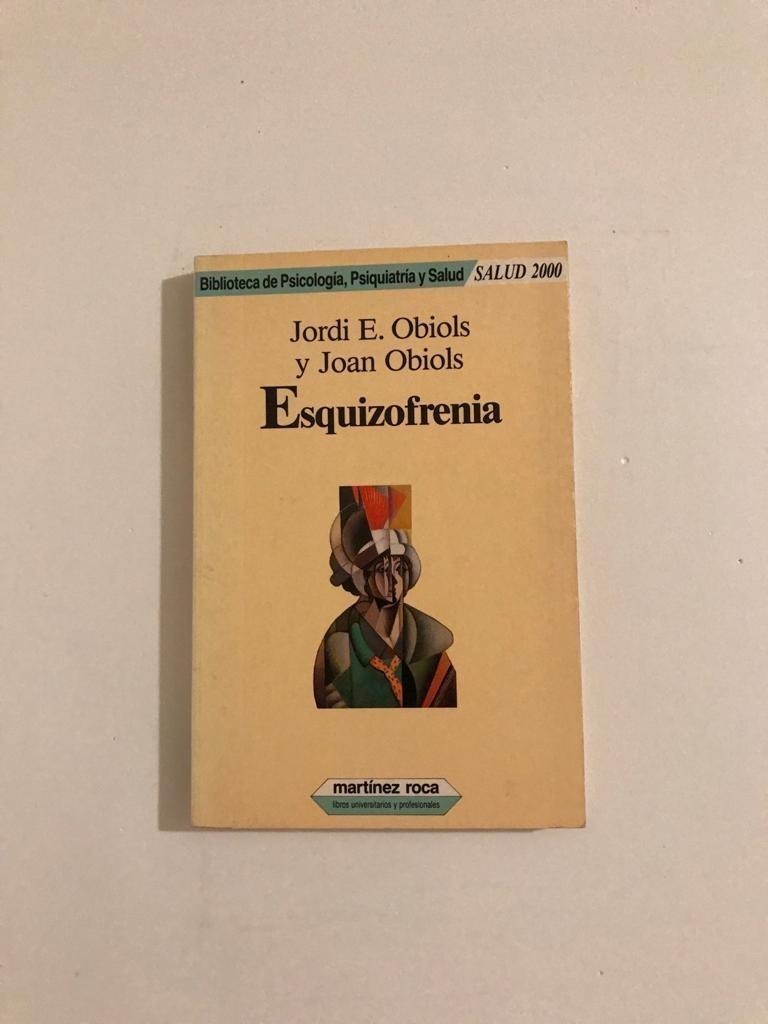 Biblioteca de Psicología, Psiquiatría y Salud SALUD 2000
Jordi E. Obiols
y Joan Obiols
Esquizofrenia
martínez roca
libros universitarios y profesionales